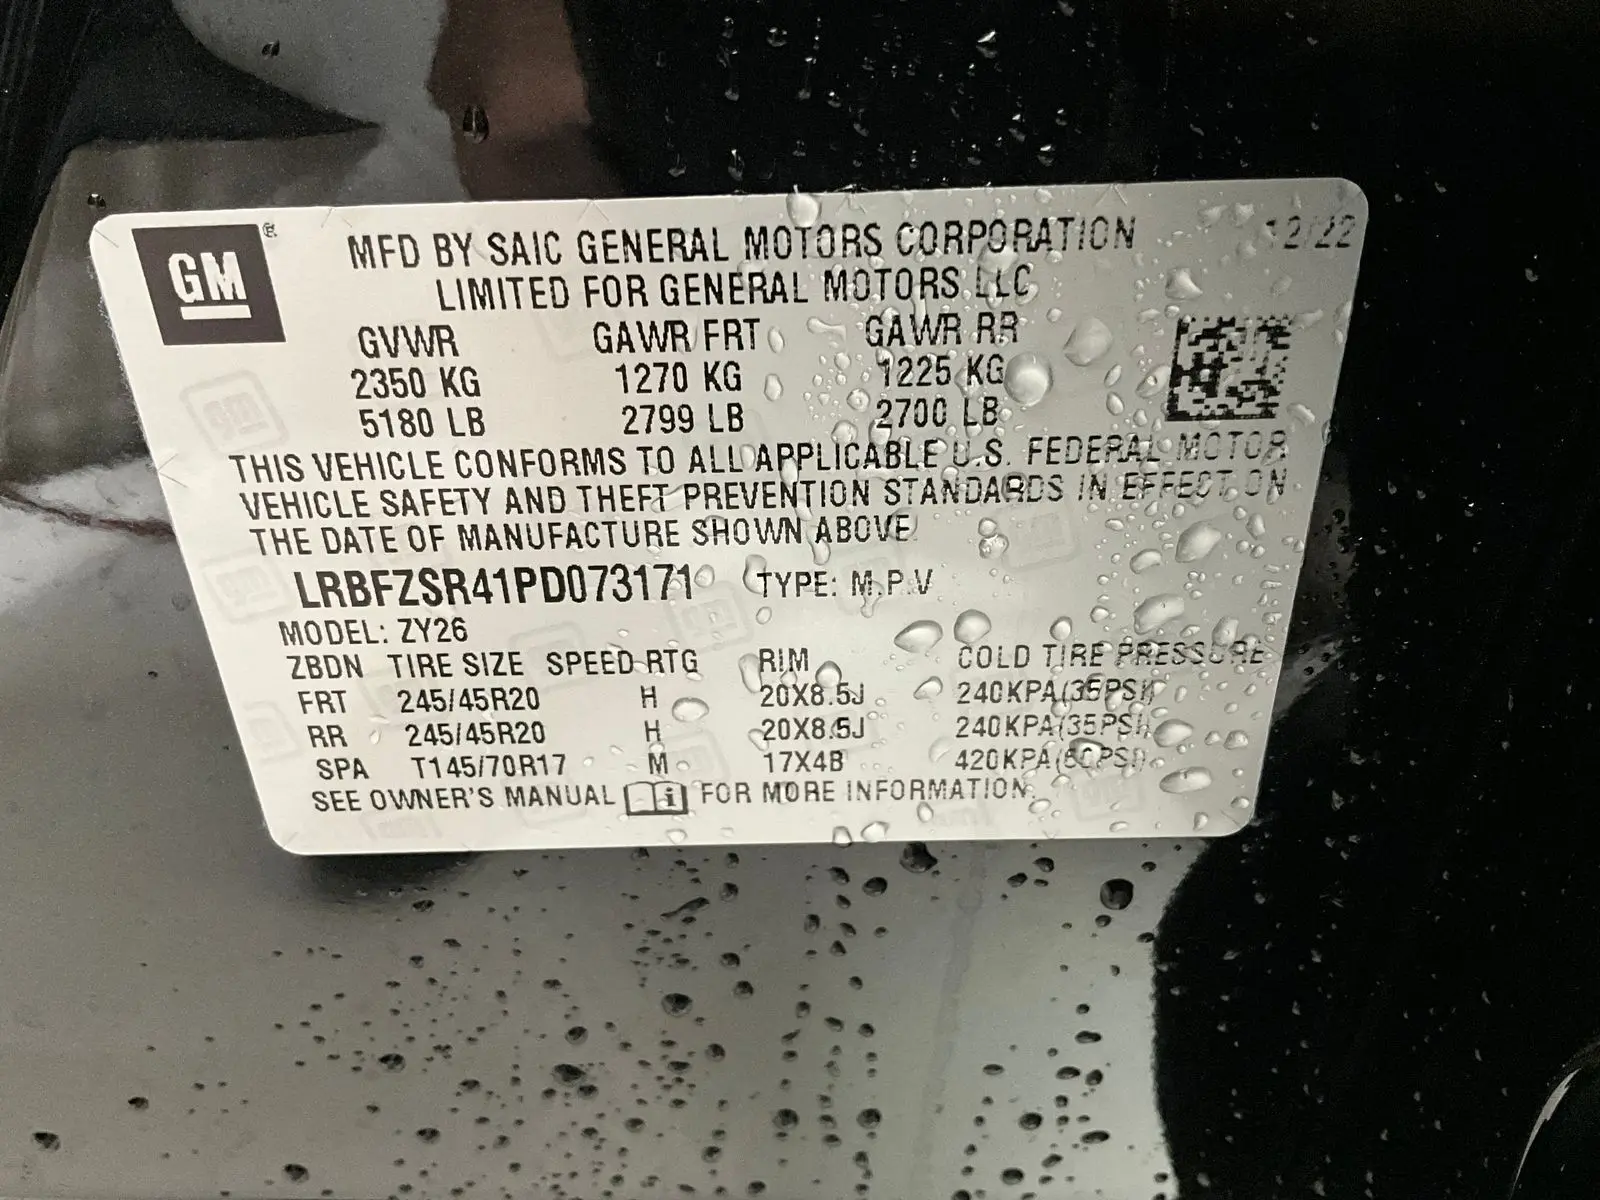 GM®
MFD BY SAIC GENERAL MOTORS CORPORATION 12/22
LIMITED FOR GENERAL MOTORS LLC
GVWR GAWR FRT GAWR RR
2350 KG 1270 KG 1225 KG
5180 LB 2799 LB 2700 LB
THIS VEHICLE CONFORMS TO ALL APPLICABLE U.S. FEDERAL MOTOR
VEHICLE SAFETY AND THEFT PREVENTION STANDARDS IN EFFECT ON
THE DATE OF MANUFACTURE SHOWN ABOVE.
LRBFZSR41PD073171 TYPE: M.P.V
MODEL: ZY26
ZBDN TIRE SIZE SPEED RTG RIM COLD TIRE PRESSURE
FRT 245/45R20 H 20X8.5J 240KPA(35PSI)
RR 245/45R20 H 20X8.5J 240KPA(35PSI)
SPA T145/70R17 M 17X4B 420KPA(60PSI)
SEE OWNER'S MANUAL i FOR MORE INFORMATION.